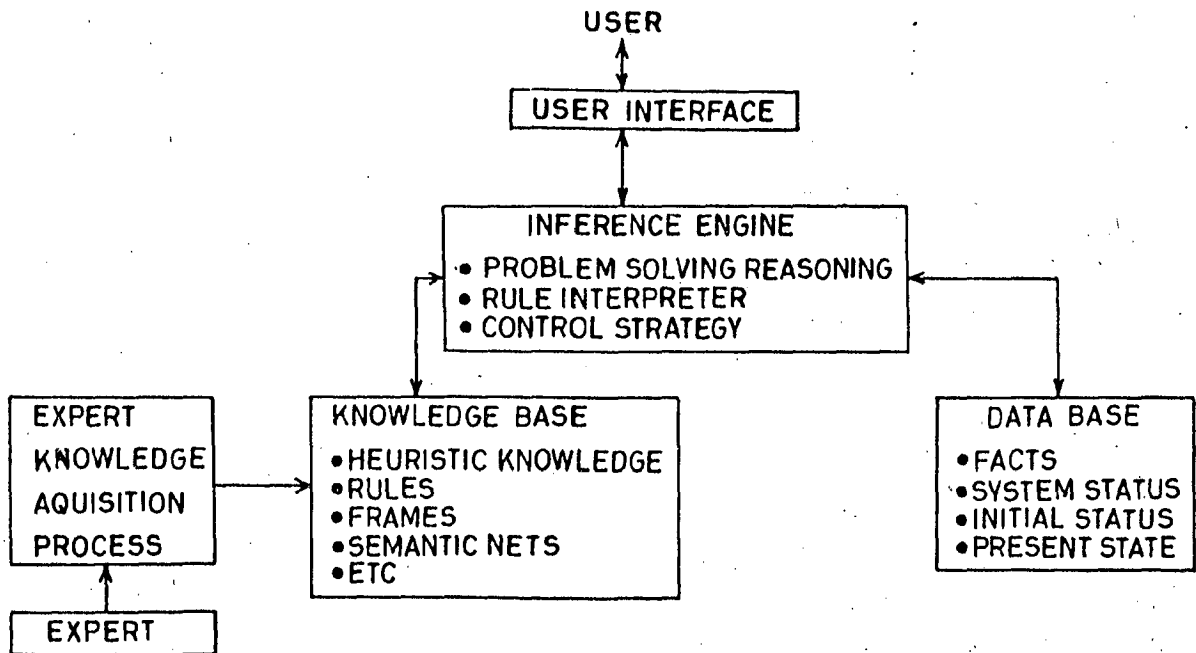 USER
USER INTERFACE
INFERENCE ENGINE
• PROBLEM SOLVING REASONING
• RULE INTERPRETER
• CONTROL STRATEGY
EXPERT
KNOWLEDGE
AQUISITION
PROCESS
EXPERT
KNOWLEDGE BASE
• HEURISTIC KNOWLEDGE
• RULES
• FRAMES
• SEMANTIC NETS
• ETC
DATA BASE
• FACTS
• SYSTEM STATUS
• INITIAL STATUS
• PRESENT STATE